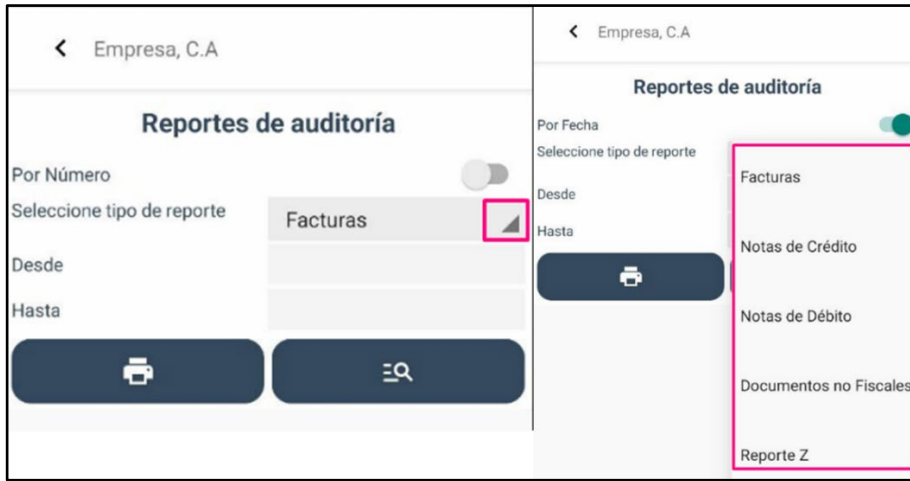 Empresa, C.A
Reportes de auditoría
Por Número
Seleccione tipo de reporte
Facturas
Desde
Hasta
Empresa, C.A
Reportes de auditoría
Por Fecha
Seleccione tipo de reporte
Desde
Hasta
Facturas
Notas de Crédito
Notas de Débito
Documentos no Fiscales
Reporte Z